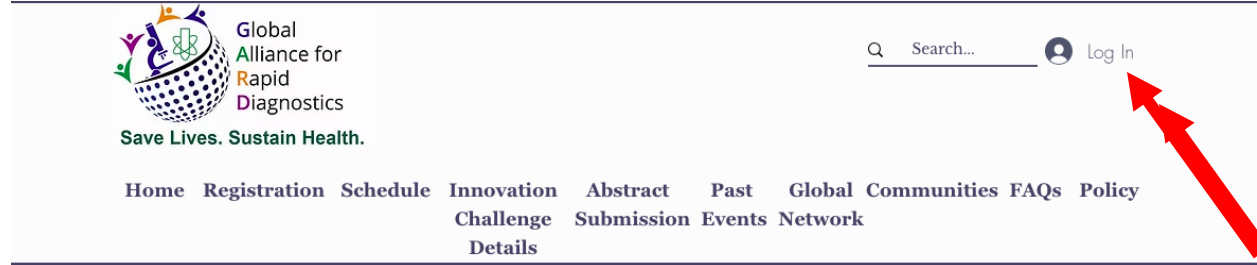 Global
Alliance for
Rapid
Diagnostics
Save Lives. Sustain Health.
Search...
Log In
Home Registration Schedule Innovation Challenge Details Abstract Submission Past Events Global Network Communities FAQs Policy